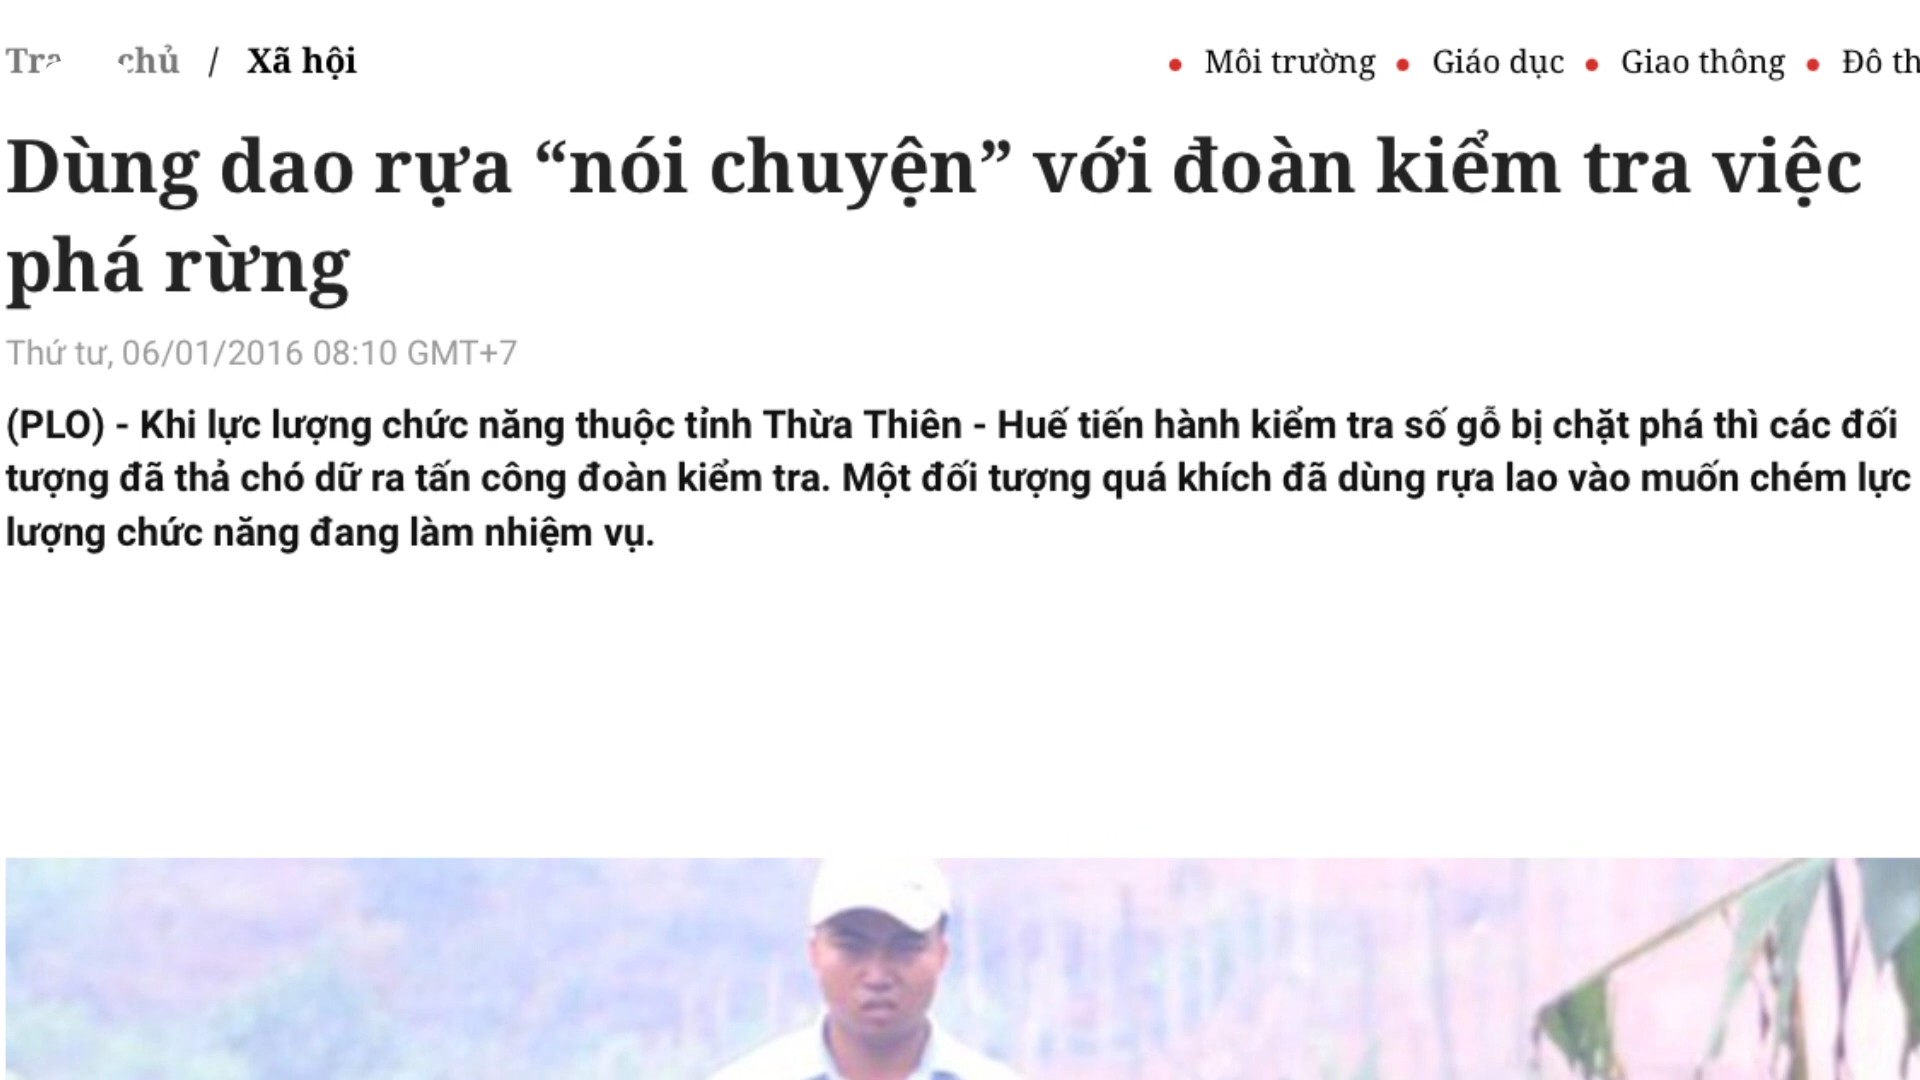 chủ / Xã hội • Môi trường • Giáo dục • Giao thông • Đô
Dùng dao rựa “nói chuyện” với đoàn kiểm tra việc
phá rừng
Thứ tư, 06/01/2016 08:10 GMT+7
(PLO) - Khi lực lượng chức năng thuộc tỉnh Thừa Thiên - Huế tiến hành kiểm tra số gỗ bị chặt phá thì các đối
tượng đã thả chó dữ ra tấn công đoàn kiểm tra. Một đối tượng quá khích đã dùng rựa lao vào muốn chém lực
lượng chức năng đang làm nhiệm vụ.